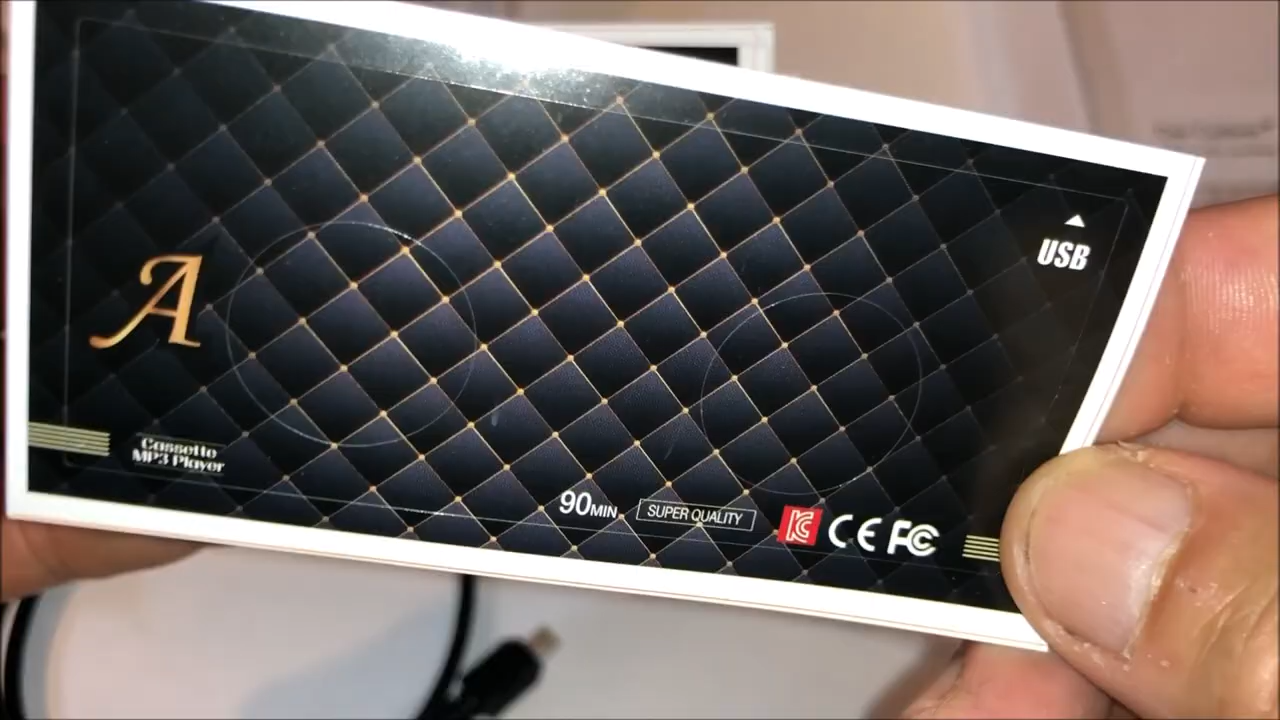 USB
A
Cassette
MP3 Player
90MIN
SUPER QUALITY
CE FC